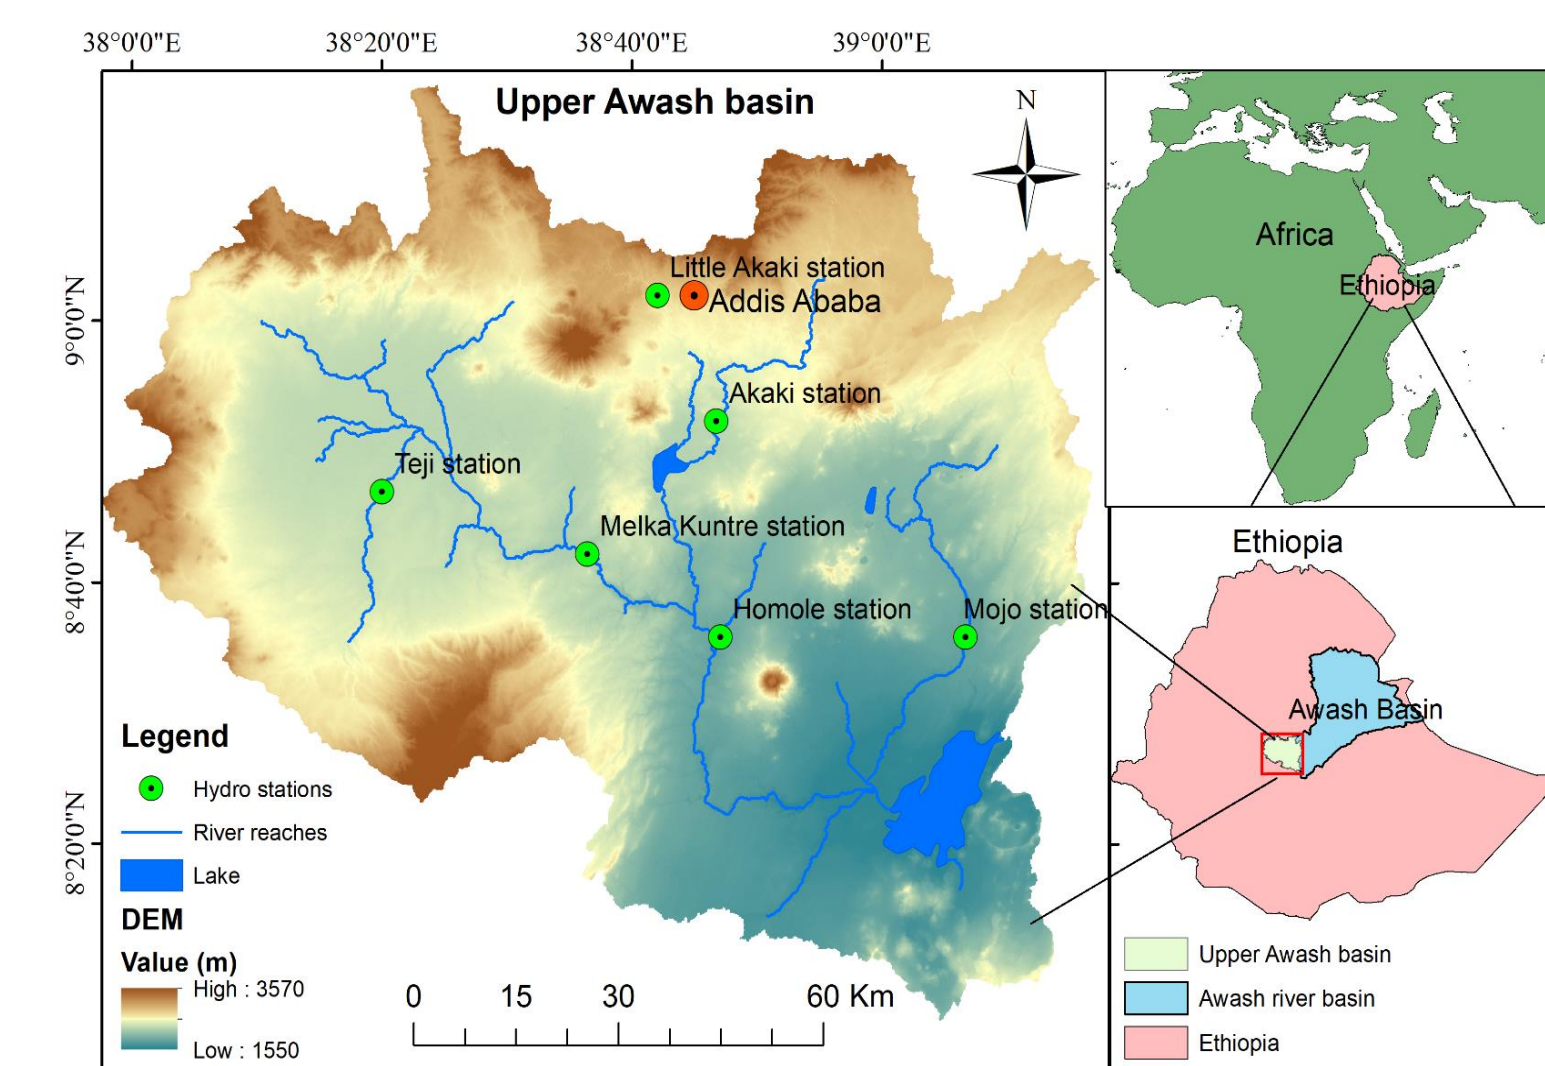 38°0'0"E
38°20'0"E
38°40'0"E
39°0'0"E
Upper Awash basin
N
Little Akaki station
Addis Ababa
Akaki station
Teji station
Melka Kuntre station
Homole station
Mojo station
9°0'0"N
8°40'0"N
8°20'0"N
Legend
Hydro stations
River reaches
Lake
DEM
Value (m)
High : 3570
Low : 1550
0 15 30 60 Km
Africa
Ethiopia
Ethiopia
Awash Basin
Upper Awash basin
Awash river basin
Ethiopia